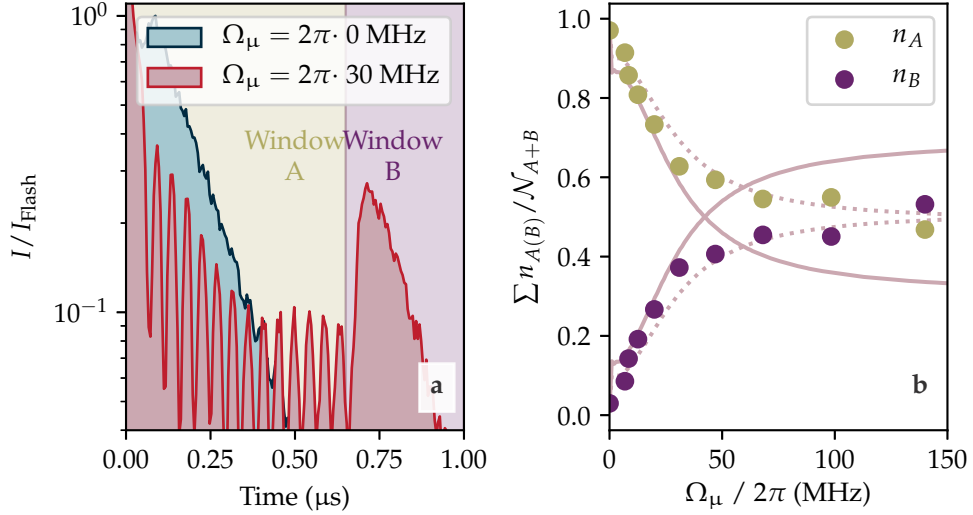 10⁰
10⁻¹
I / I_Flash
Ω_μ = 2π· 0 MHz
Ω_μ = 2π· 30 MHz
Window
A
Window
B
a
0.00 0.25 0.50 0.75 1.00
Time (μs)
1.0
0.8
0.6
0.4
0.2
0.0
∑ n_A(B) / 𝒩_A+B
n_A
n_B
b
0 50 100 150
Ω_μ / 2π (MHz)